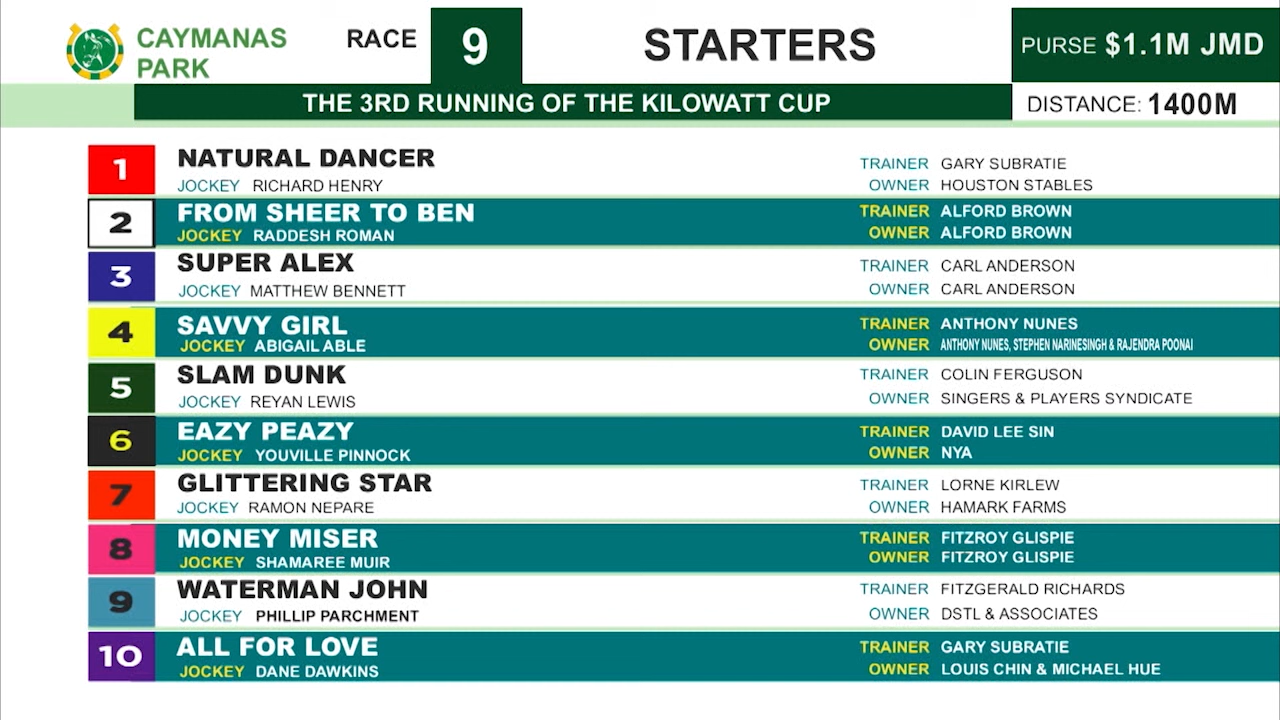 CAYMANAS PARK
RACE 9
STARTERS
PURSE $1.1M JMD
THE 3RD RUNNING OF THE KILOWATT CUP
DISTANCE: 1400M
1 NATURAL DANCER
JOCKEY RICHARD HENRY
TRAINER GARY SUBRATIE
OWNER HOUSTON STABLES
2 FROM SHEER TO BEN
JOCKEY RADDESH ROMAN
TRAINER ALFORD BROWN
OWNER ALFORD BROWN
3 SUPER ALEX
JOCKEY MATTHEW BENNETT
TRAINER CARL ANDERSON
OWNER CARL ANDERSON
4 SAVVY GIRL
JOCKEY ABIGAIL ABLE
TRAINER ANTHONY NUNES
OWNER ANTHONY NUNES, STEPHEN NARINESINGH & RAJENDRA POONAI
5 SLAM DUNK
JOCKEY REYAN LEWIS
TRAINER COLIN FERGUSON
OWNER SINGERS & PLAYERS SYNDICATE
6 EAZY PEAZY
JOCKEY YOUVILLE PINNOCK
TRAINER DAVID LEE SIN
OWNER NYA
7 GLITTERING STAR
JOCKEY RAMON NEPARE
TRAINER LORNE KIRLEW
OWNER HAMARK FARMS
8 MONEY MISER
JOCKEY SHAMAREE MUIR
TRAINER FITZROY GLISPIE
OWNER FITZROY GLISPIE
9 WATERMAN JOHN
JOCKEY PHILLIP PARCHMENT
TRAINER FITZGERALD RICHARDS
OWNER DSTL & ASSOCIATES
10 ALL FOR LOVE
JOCKEY DANE DAWKINS
TRAINER GARY SUBRATIE
OWNER LOUIS CHIN & MICHAEL HUE